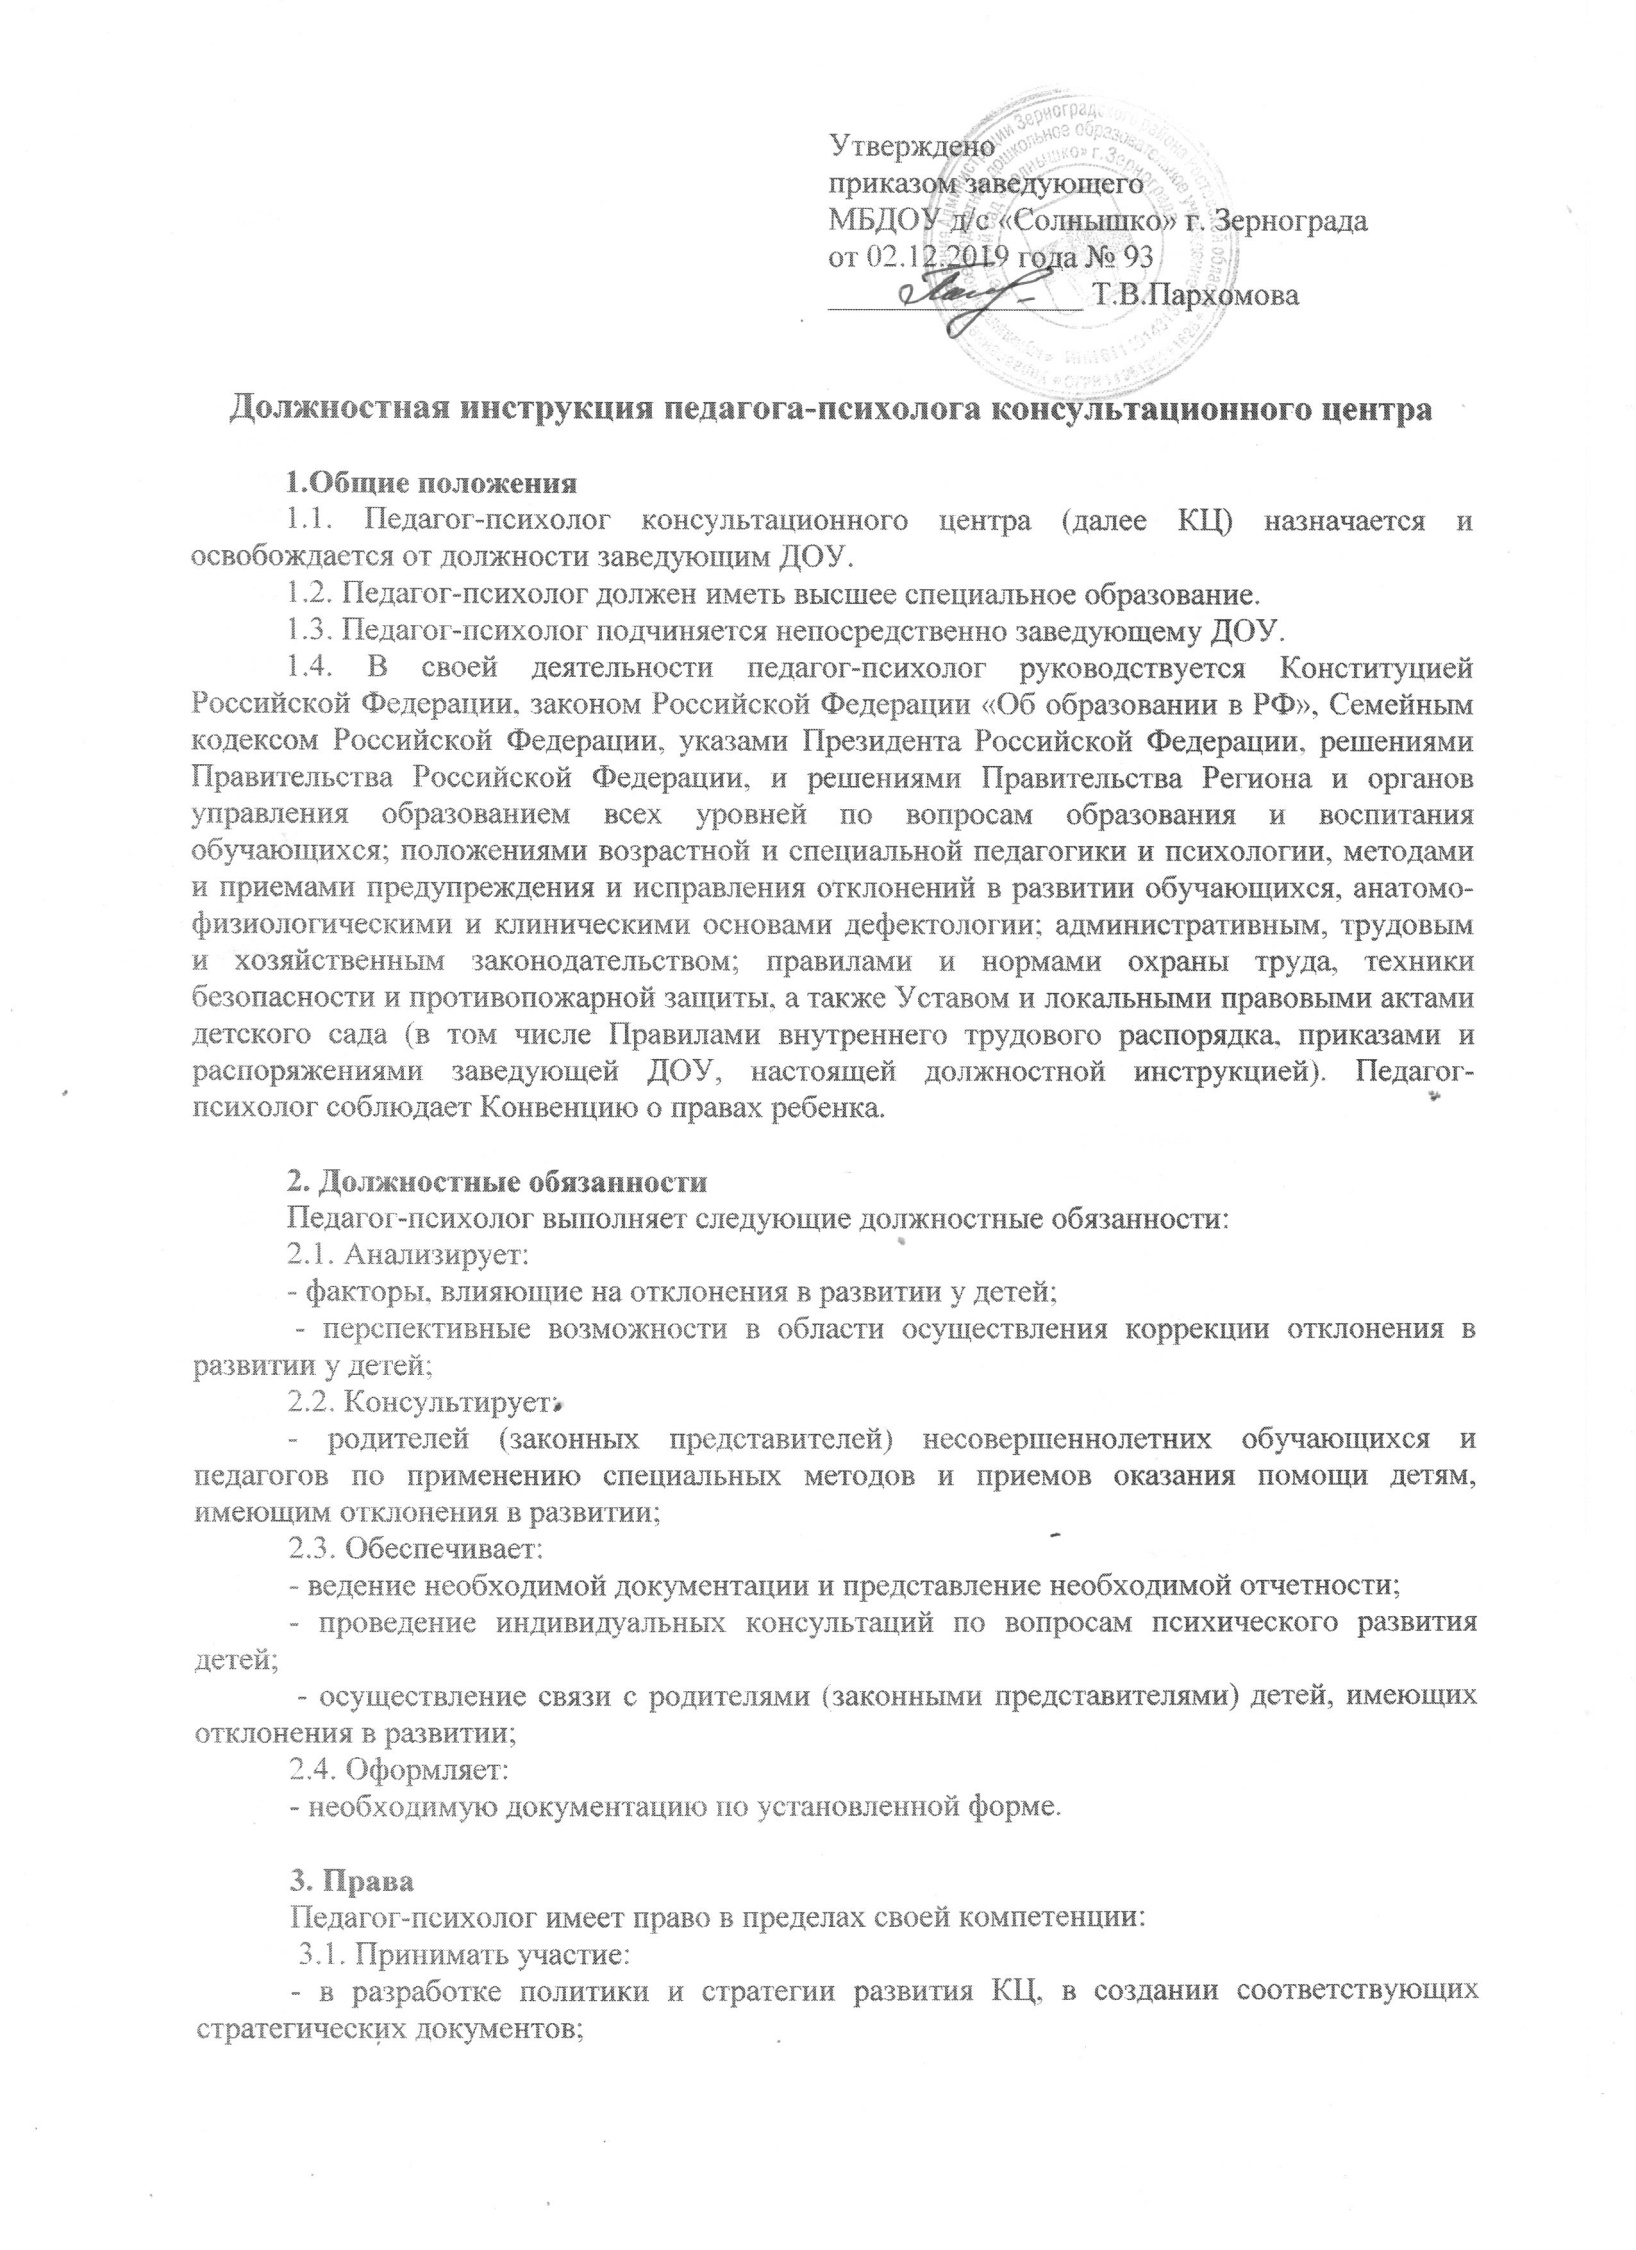 Утверждено
приказом заведующего
МБДОУ д/с «Солнышко» г. Зернограда
от 02.12.2019 года № 93
Т.В.Пархомова
Должностная инструкция педагога-психолога консультационного центра
1.Общие положения
1.1. Педагог-психолог консультационного центра (далее КЦ) назначается и
освобождается от должности заведующим ДОУ.
1.2. Педагог-психолог должен иметь высшее специальное образование.
1.3. Педагог-психолог подчиняется непосредственно заведующему ДОУ.
1.4. В своей деятельности педагог-психолог руководствуется Конституцией
Российской Федерации, законом Российской Федерации «Об образовании в РФ», Семейным
кодексом Российской Федерации, указами Президента Российской Федерации, решениями
Правительства Российской Федерации, и решениями Правительства Региона и органов
управления образованием всех уровней по вопросам образования и воспитания
обучающихся; положениями возрастной и специальной педагогики и психологии, методами
и приемами предупреждения и исправления отклонений в развитии обучающихся, анатомо-
физиологическими и клиническими основами дефектологии; административным, трудовым
и хозяйственным законодательством; правилами и нормами охраны труда, техники
безопасности и противопожарной защиты, а также Уставом и локальными правовыми актами
детского сада (в том числе Правилами внутреннего трудового распорядка, приказами и
распоряжениями заведующей ДОУ, настоящей должностной инструкцией). Педагог-
психолог соблюдает Конвенцию о правах ребенка.
2. Должностные обязанности
Педагог-психолог выполняет следующие должностные обязанности:
2.1. Анализирует:
- факторы, влияющие на отклонения в развитии у детей;
- перспективные возможности в области осуществления коррекции отклонения в
развитии у детей;
2.2. Консультирует:
- родителей (законных представителей) несовершеннолетних обучающихся и
педагогов по применению специальных методов и приемов оказания помощи детям,
имеющим отклонения в развитии;
2.3. Обеспечивает:
- ведение необходимой документации и представление необходимой отчетности;
- проведение индивидуальных консультаций по вопросам психического развития
детей;
- осуществление связи с родителями (законными представителями) детей, имеющих
отклонения в развитии;
2.4. Оформляет:
- необходимую документацию по установленной форме.
3. Права
Педагог-психолог имеет право в пределах своей компетенции:
3.1. Принимать участие:
- в разработке политики и стратегии развития КЦ, в создании соответствующих
стратегических документов;